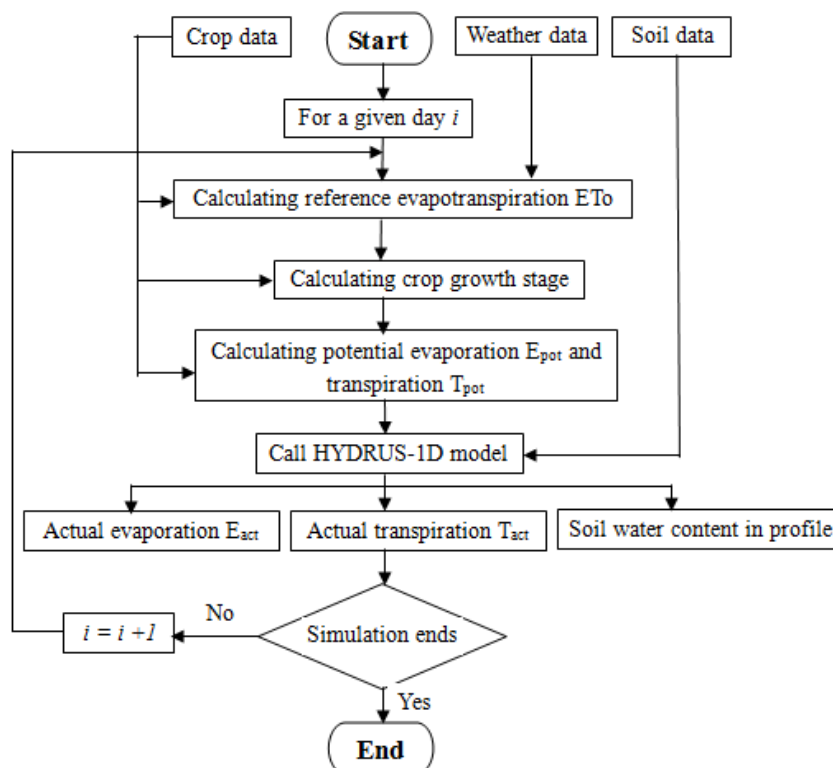 Crop data
Start
Weather data
Soil data
For a given day i
Calculating reference evapotranspiration ETo
Calculating crop growth stage
Calculating potential evaporation Epot and
transpiration Tpot
Call HYDRUS-1D model
Actual evaporation Eact
Actual transpiration Tact
Soil water content in profile
No
i = i +1
Simulation ends
Yes
End